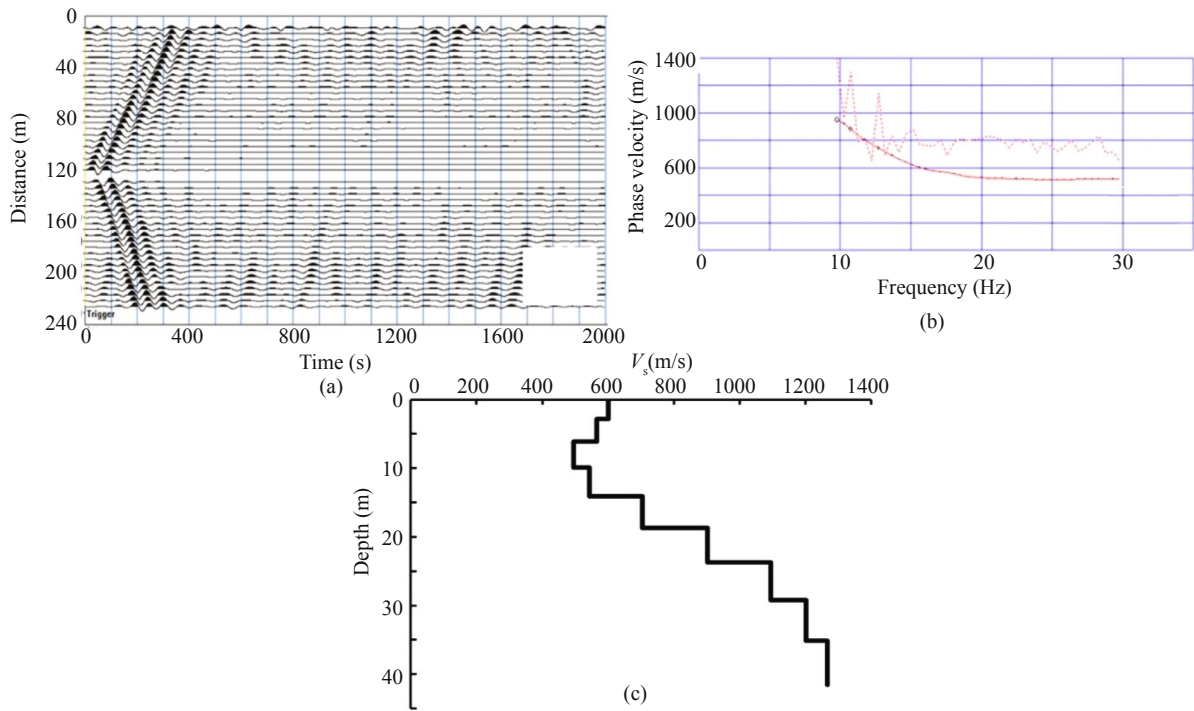 0
40
80
120
160
200
240
Distance (m)
Trigger
0 400 800 1200 1600 2000
Time (s)
(a)
1400
1000
600
200
Phase velocity (m/s)
0 10 20 30
Frequency (Hz)
(b)
Vs(m/s)
0 200 400 600 800 1000 1200 1400
0
10
20
30
40
Depth (m)
(c)